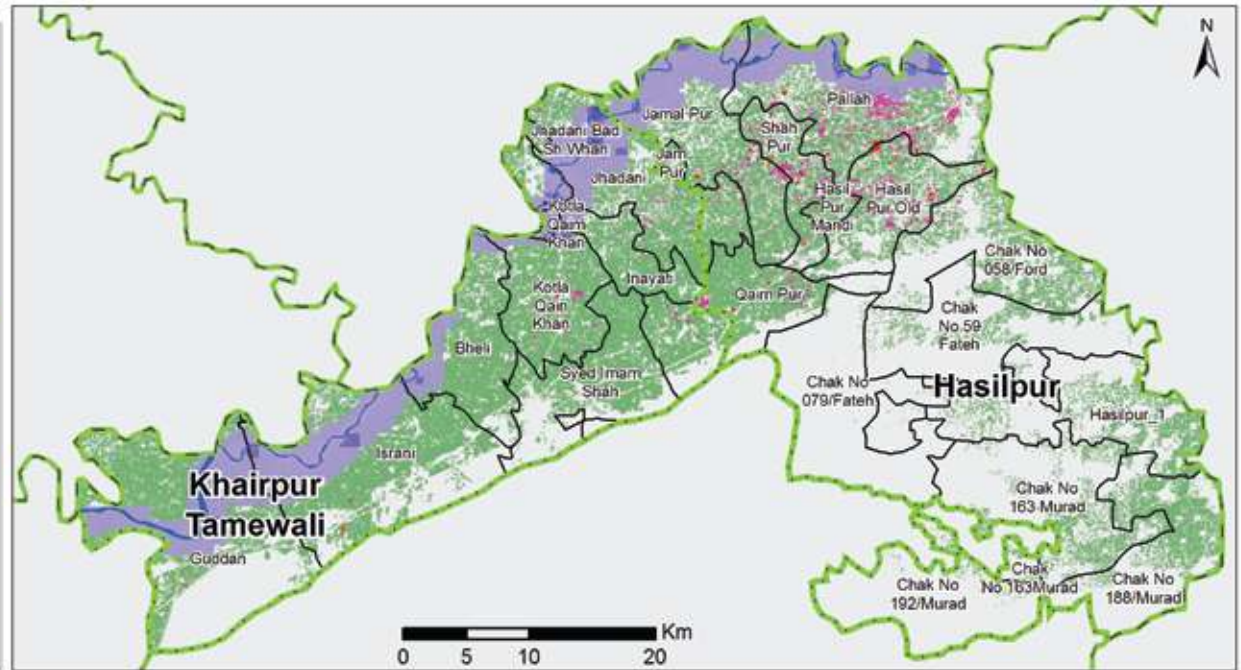 N
Pallah
Jamal Pur
Jhadani Bad
Sh Whan
Shah
Pur
Jam
Pur
Jhadani
Hasil
Pur
Mandi
Hasil
Pur Old
Kotla
Qaim
Khan
Chak No
058/Ford
Inayati
Kotla
Qain
Khan
Qaim Pur
Chak
No 59
Fateh
Bheli
Syed Imam
Shah
Chak No
079/Fateh
Hasilpur
Hasilpur_1
Israni
Khairpur
Tamewali
Chak No
163 Murad
Guddan
Chak No
192/Murad
Chak
No 163Murad
Chak No
188/Murad
Km
0 5 10 20